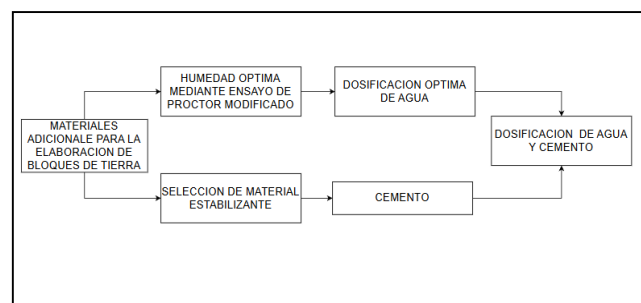 HUMEDAD OPTIMA
MEDIANTE ENSAYO DE
PROCTOR MODIFICADO
DOSIFICACION OPTIMA
DE AGUA
MATERIALES
ADICIONALE PARA LA
ELABORACION DE
BLOQUES DE TIERRA
DOSIFICACION DE AGUA
Y CEMENTO
SELECCION DE MATERIAL
ESTABILIZANTE
CEMENTO